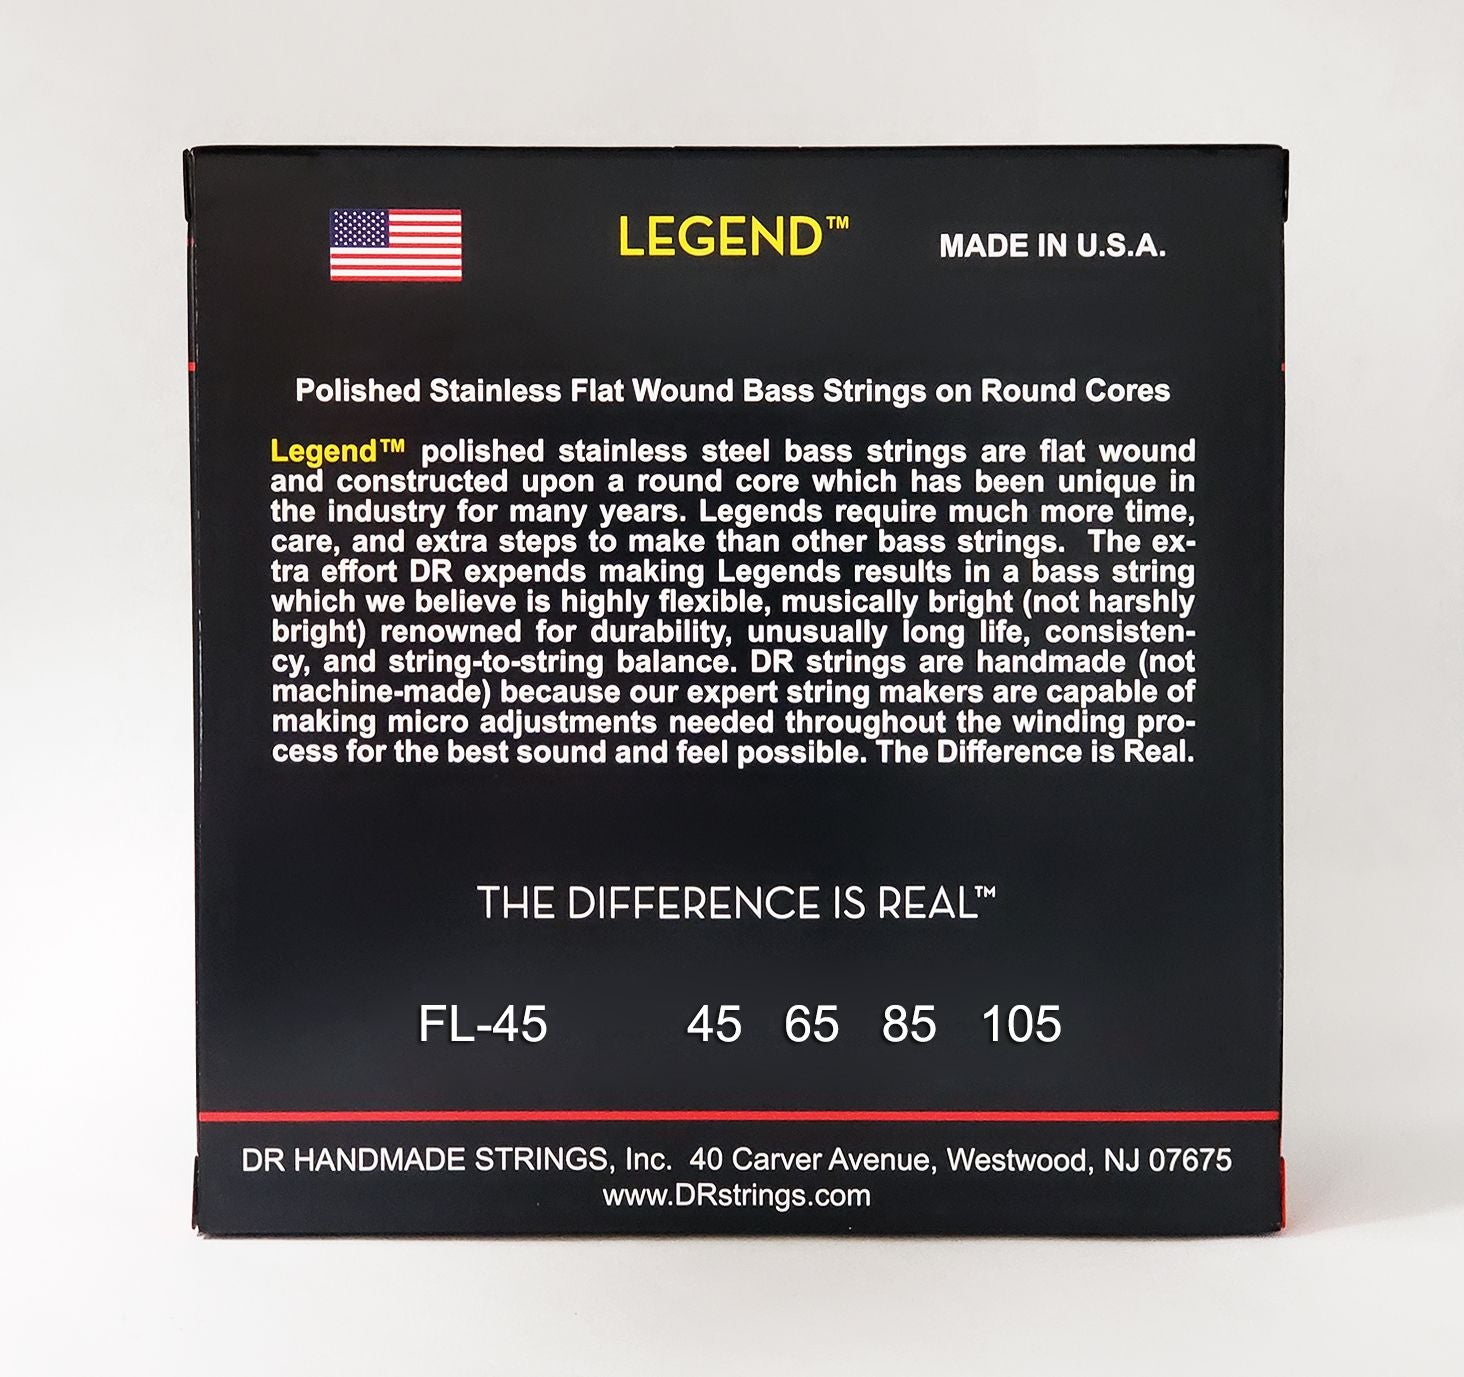 LEGEND™ MADE IN U.S.A.
Polished Stainless Flat Wound Bass Strings on Round Cores
Legend™ polished stainless steel bass strings are flat wound
and constructed upon a round core which has been unique in
the industry for many years. Legends require much more time,
care, and extra steps to make than other bass strings. The ex-
tra effort DR expends making Legends results in a bass string
which we believe is highly flexible, musically bright (not harshly
bright) renowned for durability, unusually long life, consisten-
cy, and string-to-string balance. DR strings are handmade (not
machine-made) because our expert string makers are capable of
making micro adjustments needed throughout the winding pro-
cess for the best sound and feel possible. The Difference is Real.
THE DIFFERENCE IS REAL™
FL-45 45 65 85 105
DR HANDMADE STRINGS, Inc. 40 Carver Avenue, Westwood, NJ 07675
www.DRstrings.com